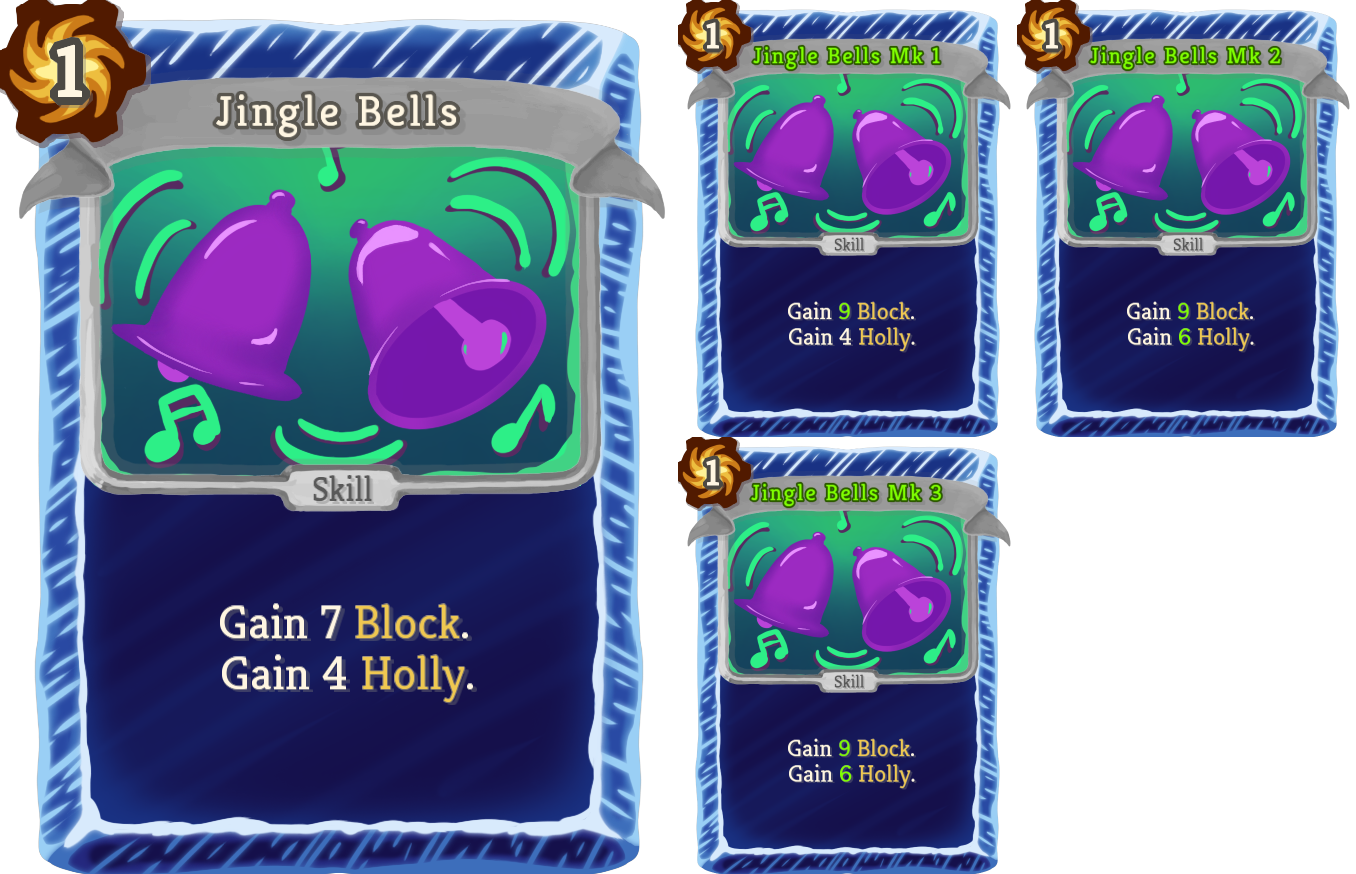 1
Jingle Bells
Skill
Gain 7 Block.
Gain 4 Holly.
1
Jingle Bells Mk 1
Skill
Gain 9 Block.
Gain 4 Holly.
1
Jingle Bells Mk 2
Skill
Gain 9 Block.
Gain 6 Holly.
1
Jingle Bells Mk 3
Skill
Gain 9 Block.
Gain 6 Holly.